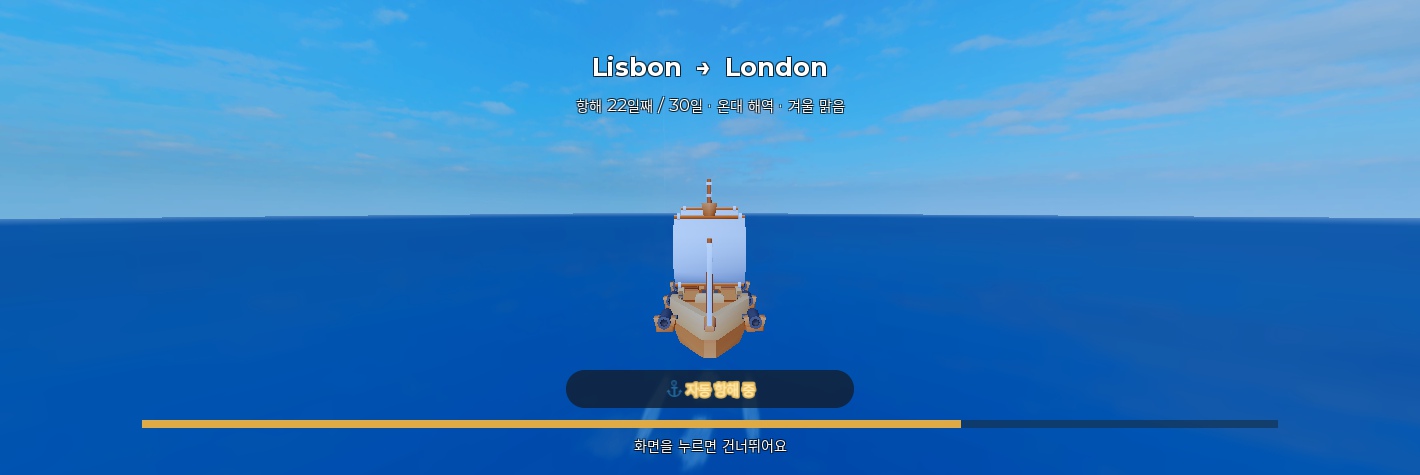 Lisbon → London
항해 22일째 / 30일 · 온대 해역 · 겨울 맑음
⚓ 자동 항해 중
화면을 누르면 건너뛰어요